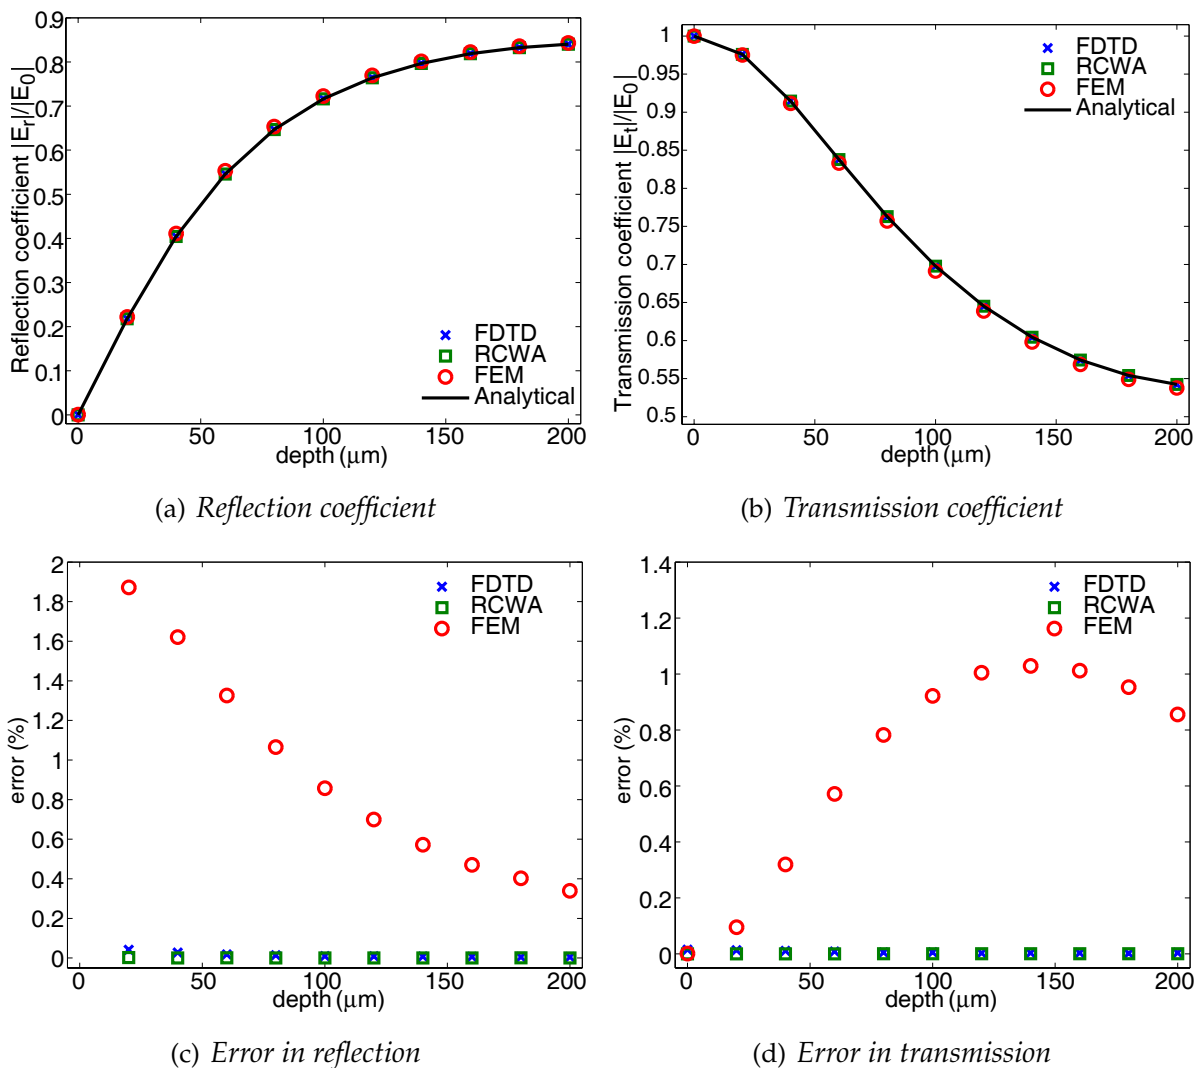 0.9
0.8
0.7
0.6
0.5
0.4
0.3
0.2
0.1
0
Reflection coefficient |E_r|/|E_0|
FDTD
RCWA
FEM
Analytical
0 50 100 150 200
depth (μm)
(a) Reflection coefficient
1
0.95
0.9
0.85
0.8
0.75
0.7
0.65
0.6
0.55
0.5
Transmission coefficient |E_t|/|E_0|
FDTD
RCWA
FEM
Analytical
0 50 100 150 200
depth (μm)
(b) Transmission coefficient
2
1.8
1.6
1.4
1.2
1
0.8
0.6
0.4
0.2
0
error (%)
FDTD
RCWA
FEM
0 50 100 150 200
depth (μm)
(c) Error in reflection
1.4
1.2
1
0.8
0.6
0.4
0.2
0
error (%)
FDTD
RCWA
FEM
0 50 100 150 200
depth (μm)
(d) Error in transmission